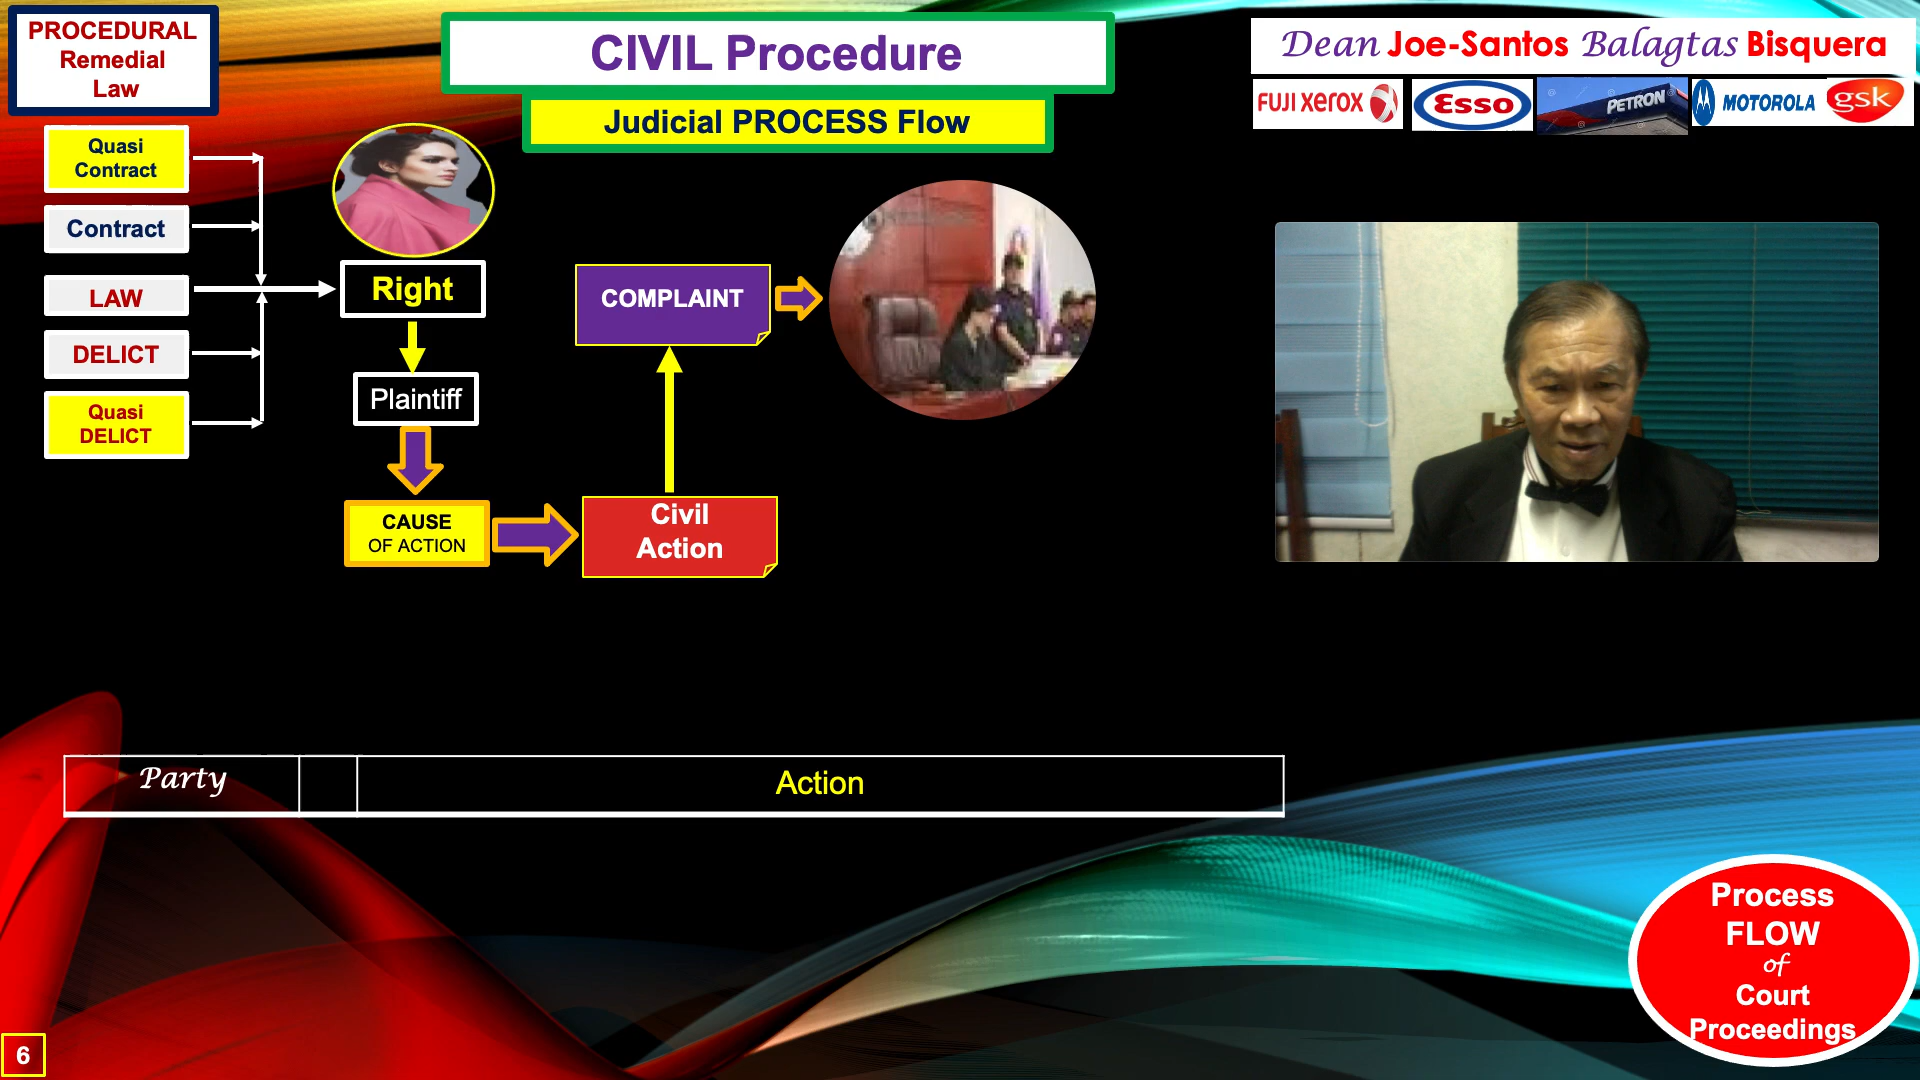 PROCEDURAL
Remedial
Law
CIVIL Procedure
Judicial PROCESS Flow
Dean Joe-Santos Balagtas Bisquera
FUJI XEROX
Esso
PETRON
MOTOROLA
gsk
Quasi
Contract
Contract
LAW
DELICT
Quasi
DELICT
Right
Plaintiff
CAUSE
OF ACTION
Civil
Action
COMPLAINT
Party
Action
Process
FLOW
of
Court
Proceedings
6